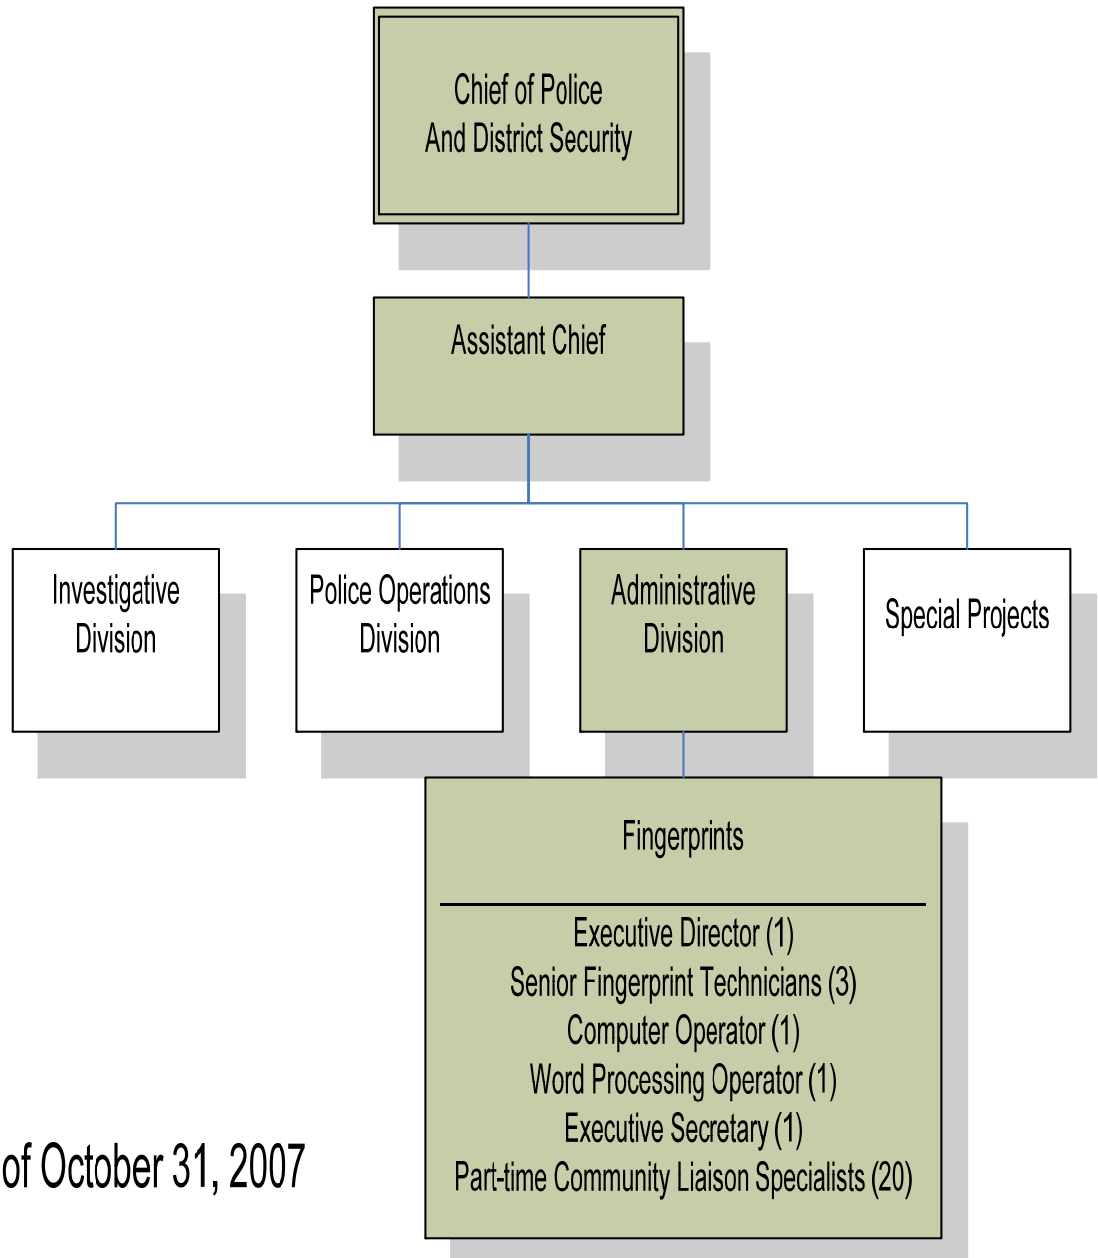 Chief of Police
And District Security
Assistant Chief
Investigative
Division
Police Operations
Division
Administrative
Division
Special Projects
Fingerprints
Executive Director (1)
Senior Fingerprint Technicians (3)
Computer Operator (1)
Word Processing Operator (1)
Executive Secretary (1)
Part-time Community Liaison Specialists (20)
of October 31, 2007